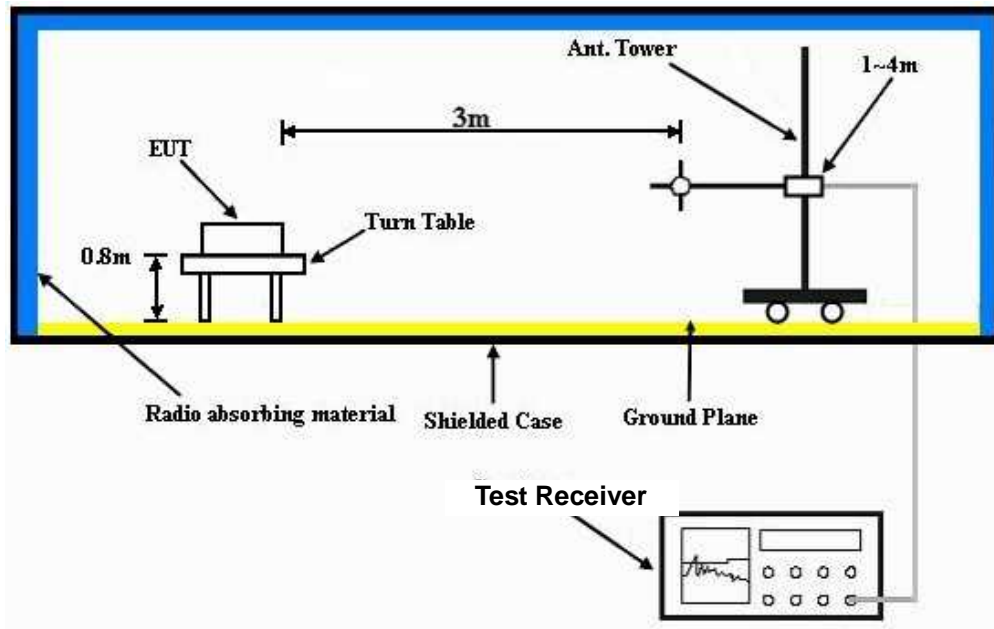 Ant. Tower
1~4m
3m
EUT
Turn Table
0.8m
Radio absorbing material
Shielded Case
Ground Plane
Test Receiver